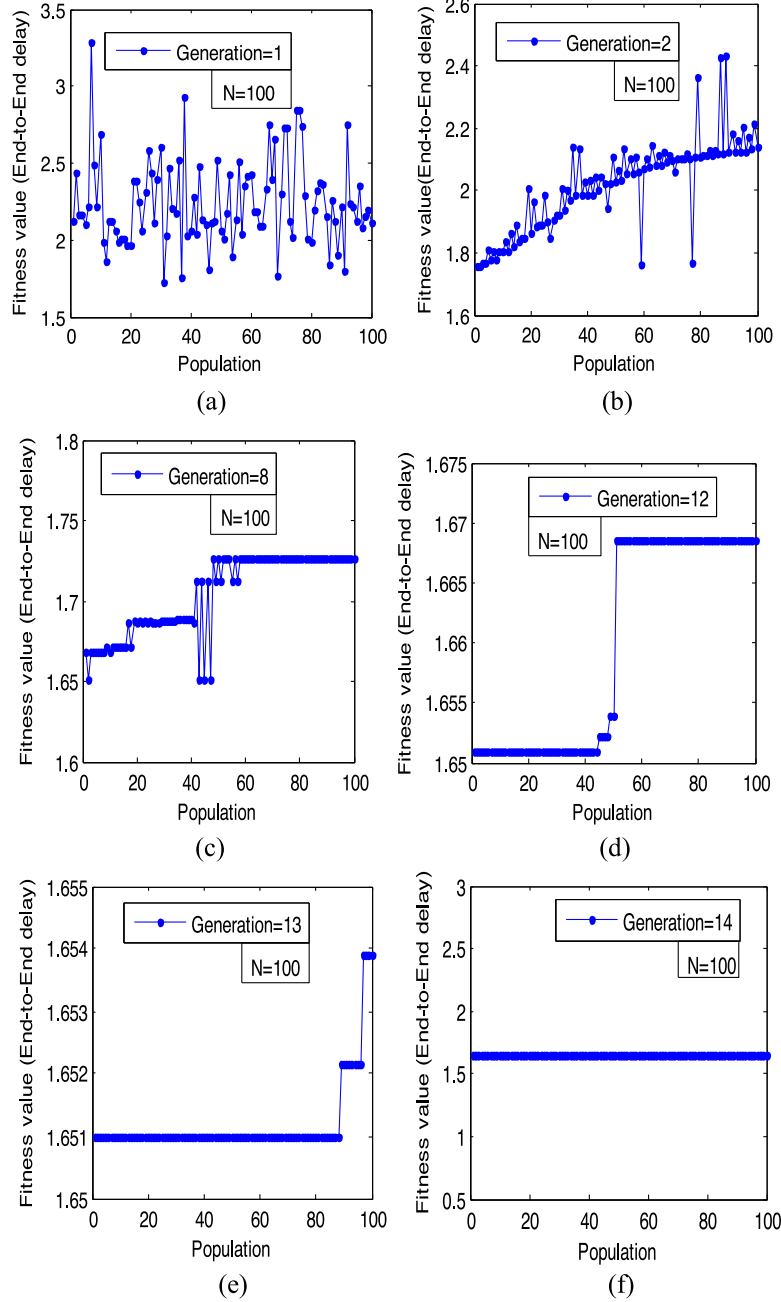 3.5
3
2.5
2
1.5
Fitness value (End-to-End delay)
Generation=1
N=100
0 20 40 60 80 100
Population
(a)
2.6
2.4
2.2
2
1.8
1.6
Fitness value(End-to-End delay)
Generation=2
N=100
0 20 40 60 80 100
Population
(b)
1.8
1.75
1.7
1.65
1.6
Fitness value (End-to-End delay)
Generation=8
N=100
0 20 40 60 80 100
Population
(c)
1.675
1.67
1.665
1.66
1.655
1.65
Fitness value (End-to-End delay)
Generation=12
N=100
0 20 40 60 80 100
Population
(d)
1.655
1.654
1.653
1.652
1.651
1.65
Fitness value (End-to-End delay)
Generation=13
N=100
0 20 40 60 80 100
Population
(e)
3
2.5
2
1.5
1
0.5
Fitness value (End-to-End delay)
Generation=14
N=100
0 20 40 60 80 100
Population
(f)